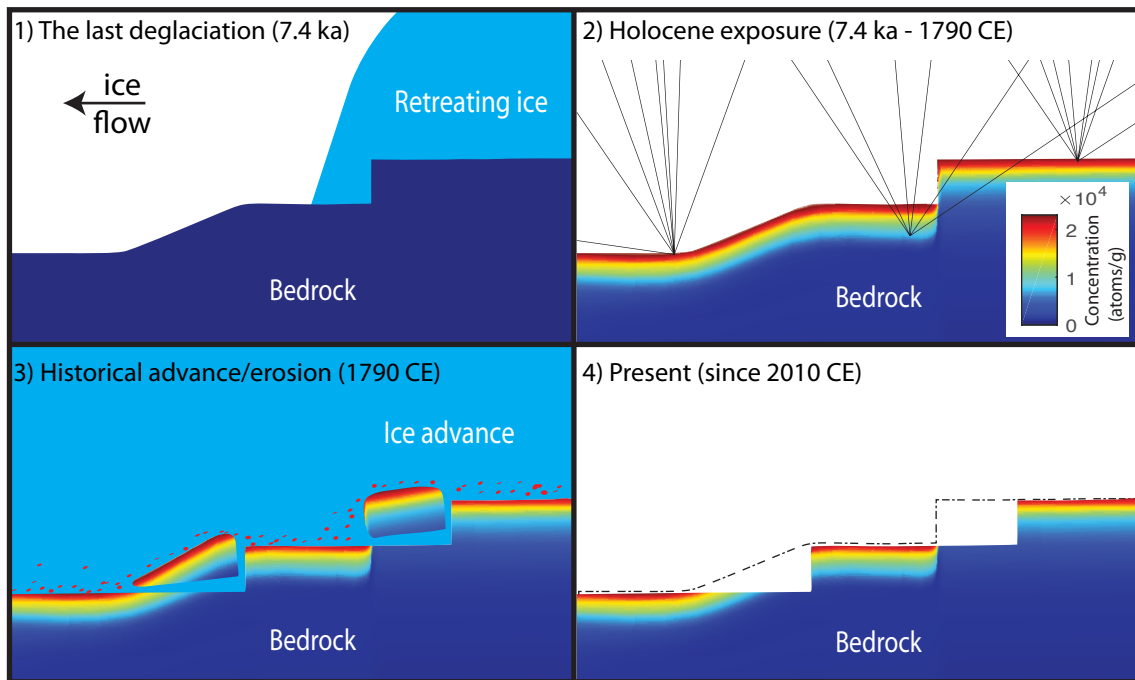 1) The last deglaciation (7.4 ka)
ice
flow
Retreating ice
Bedrock
2) Holocene exposure (7.4 ka - 1790 CE)
× 10⁴
2
1
0
Concentration
(atoms/g)
Bedrock
3) Historical advance/erosion (1790 CE)
Ice advance
Bedrock
4) Present (since 2010 CE)
Bedrock